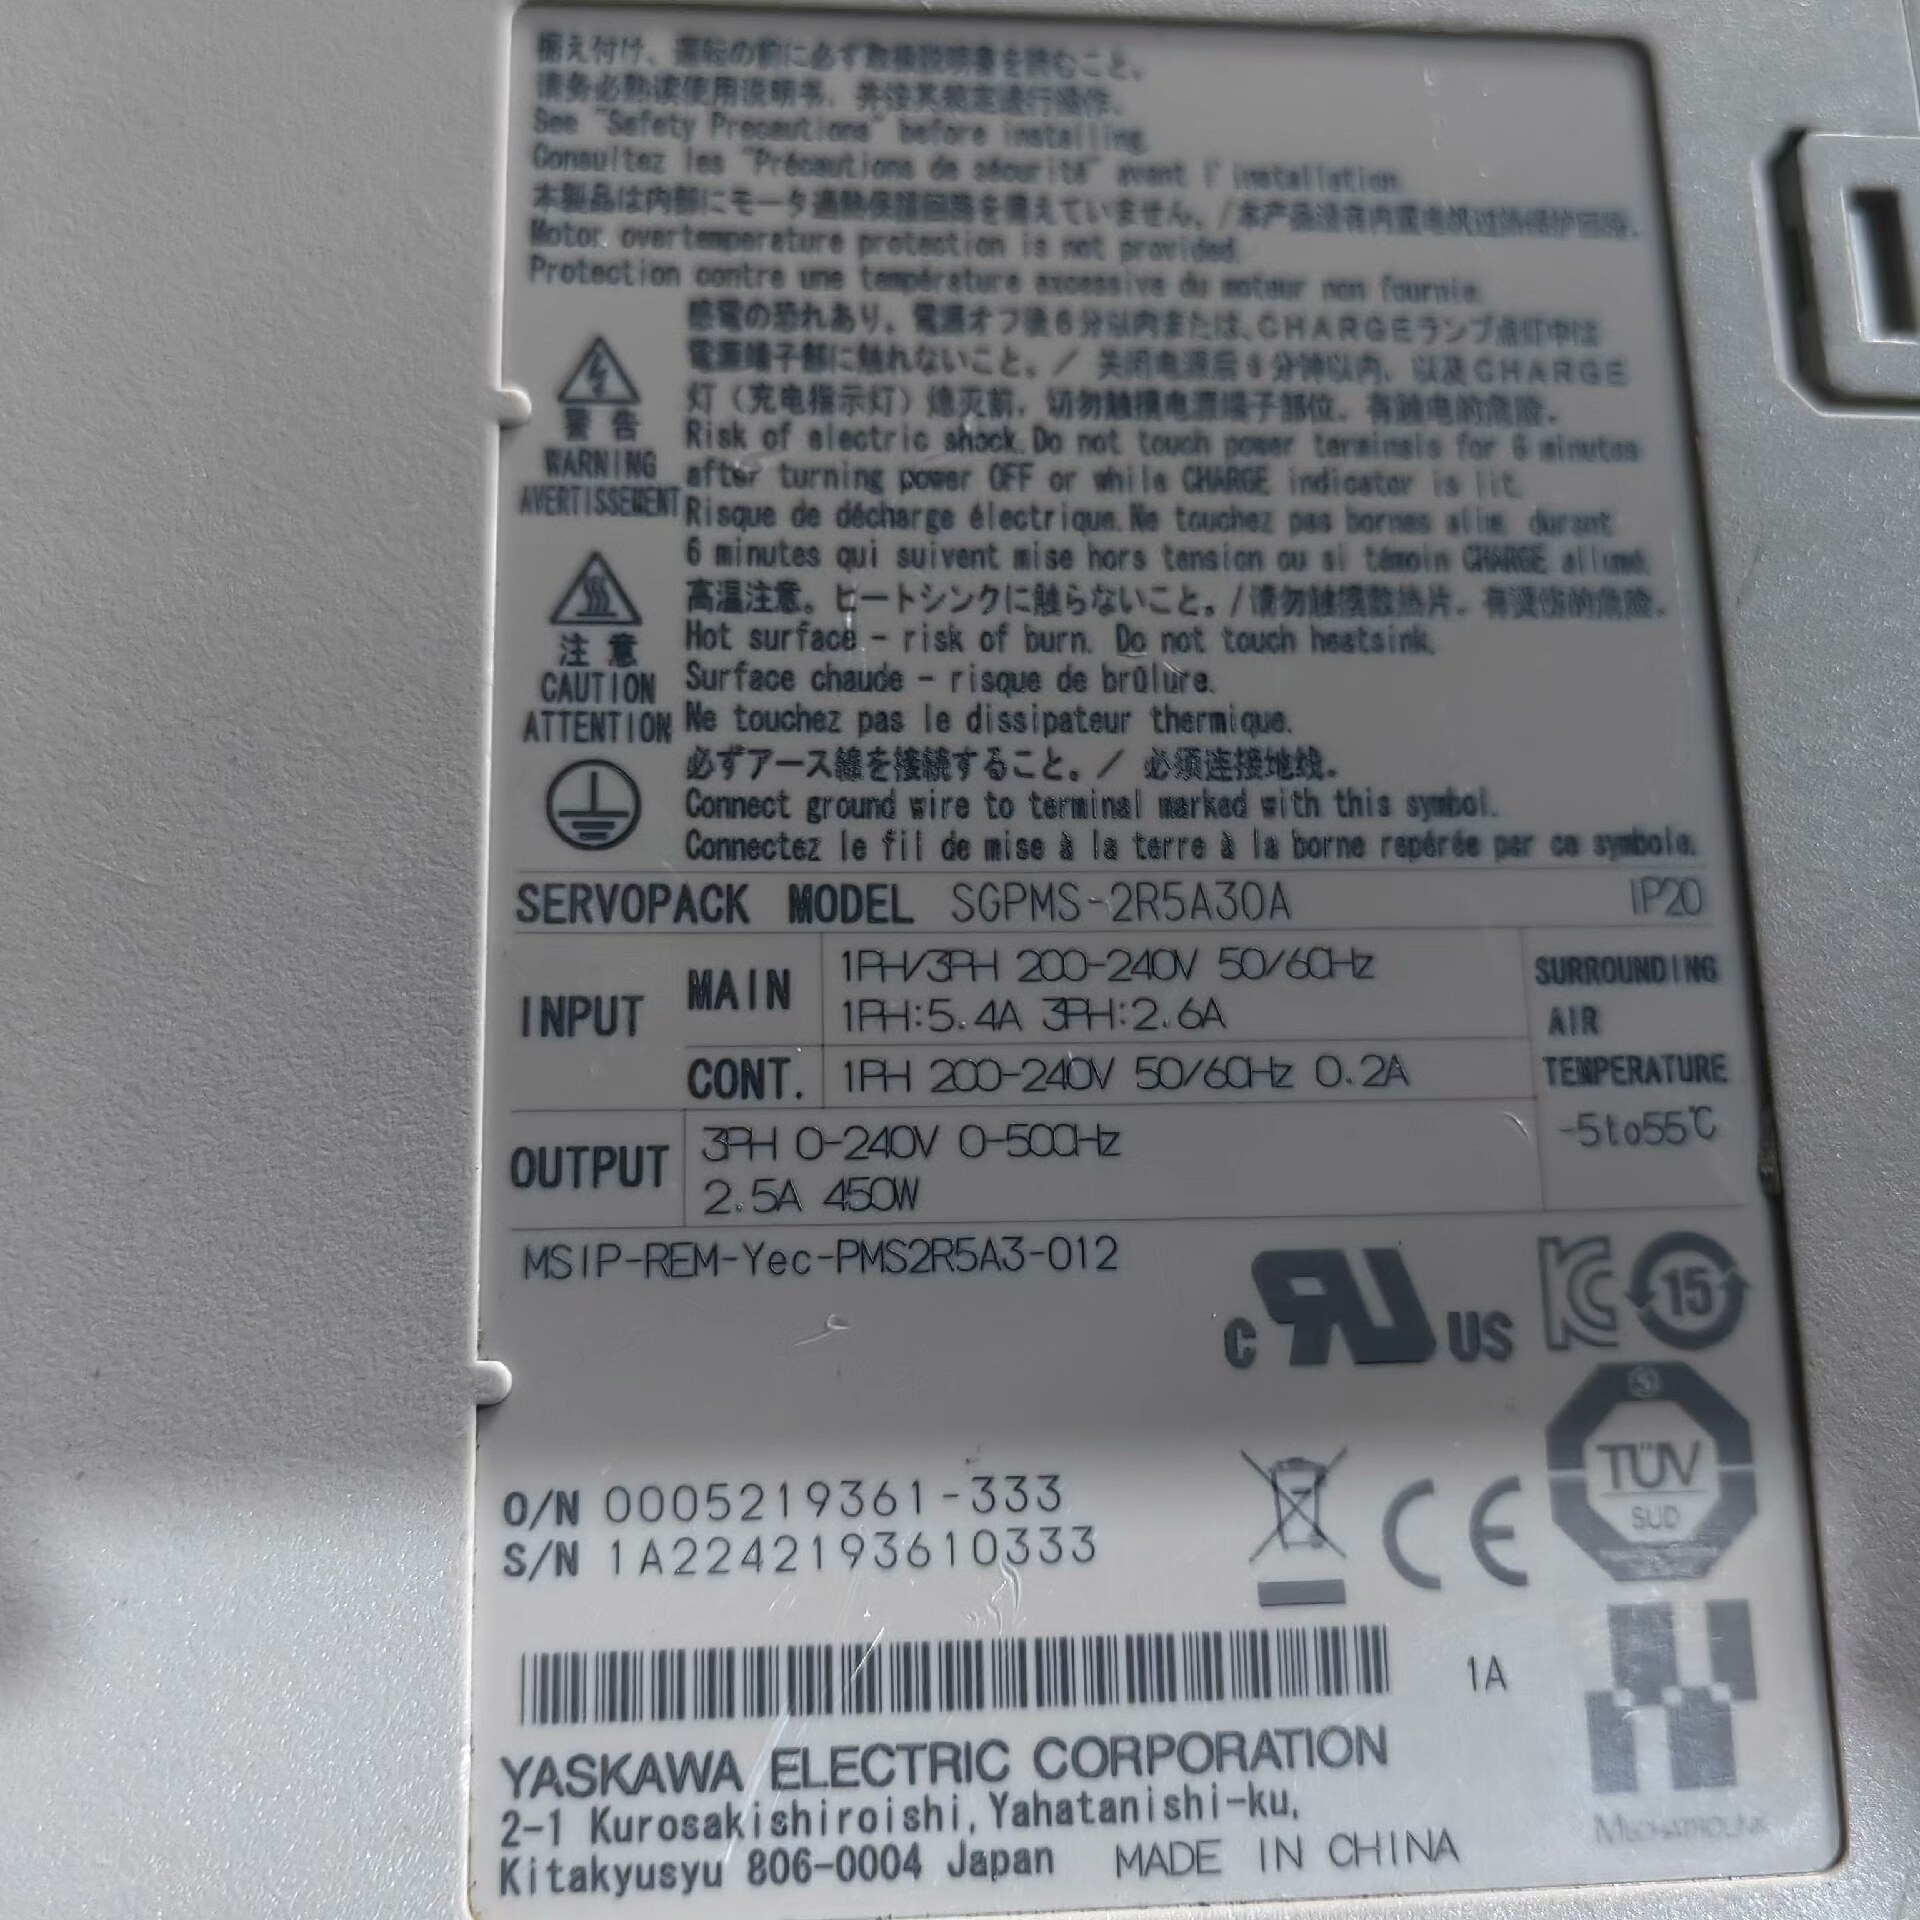 据え付け、運転の前に必ず取扱説明書を読むこと。
请务必熟读使用说明书、并按其规定进行操作。
See "Safety Precautions" before installing.
Consultez les "Précautions de sécurité" avant l'installation.
本製品は内部にモータ過熱保護回路を備えていません。/本产品没有内置电机过热保护回路。
Motor overtemperature protection is not provided.
Protection contre une température excessive du moteur non fournie.
警告
WARNING
AVERTISSEMENT
感電の恐れあり、電源オフ後6分以内または、CHARGEランプ点灯中は
電源端子部に触れないこと。/ 关闭电源后6分钟以内、以及CHARGE
灯（充电指示灯）熄灭前，切勿触摸电源端子部位。有触电的危险。
Risk of electric shock. Do not touch power terminals for 6 minutes
after turning power OFF or while CHARGE indicator is lit.
Risque de décharge électrique. Ne touchez pas bornes alim. durant
6 minutes qui suivent mise hors tension ou si témoin CHARGE allumé.
注意
CAUTION
ATTENTION
高温注意。ヒートシンクに触らないこと。/请勿触摸散热片。有烫伤的危险。
Hot surface - risk of burn. Do not touch heatsink.
Surface chaude - risque de brûlure.
Ne touchez pas le dissipateur thermique.
必ずアース線を接続すること。/ 必须连接地线。
Connect ground wire to terminal marked with this symbol.
Connectez le fil de mise à la terre à la borne repérée par ce symbole.
SERVOPACK MODEL SGPMS-2R5A30A IP20
INPUT MAIN 1PH/3PH 200-240V 50/60Hz
1PH:5.4A 3PH:2.6A
CONT. 1PH 200-240V 50/60Hz 0.2A
SURROUNDING
AIR
TEMPERATURE
-5to55℃
OUTPUT 3PH 0-240V 0-500Hz
2.5A 450W
MSIP-REM-Yec-PMS2R5A3-012
c RU US
KC
15
TÜV
SUD
O/N 0005219361-333
S/N 1A2242193610333
CE
1A
YASKAWA ELECTRIC CORPORATION
2-1 Kurosakishiroishi, Yahatanishi-ku,
Kitakyusyu 806-0004 Japan MADE IN CHINA
MECHATROLINK